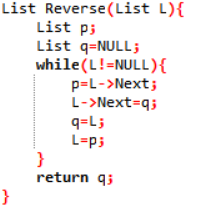 List Reverse(List L){
    List p;
    List q=NULL;
    while(L!=NULL){
        p=L->Next;
        L->Next=q;
        q=L;
        L=p;
    }
    return q;
}